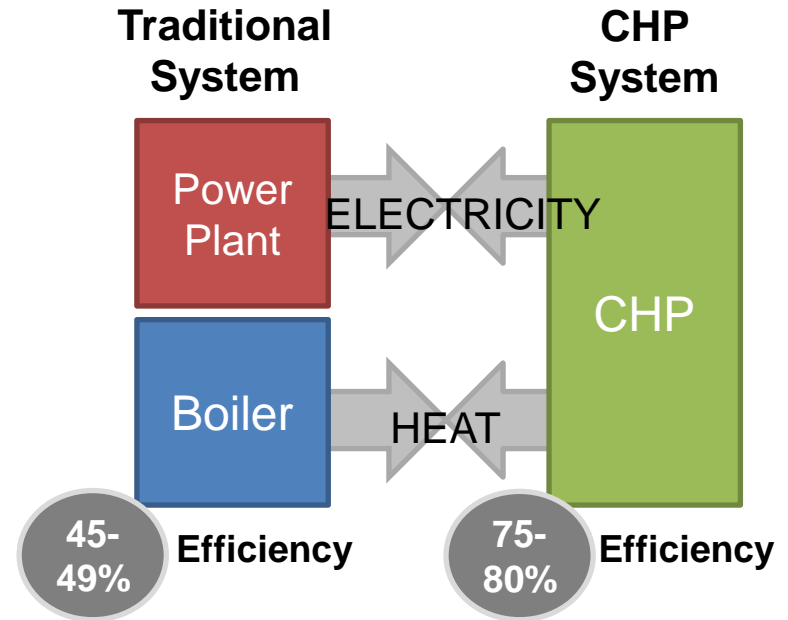 Traditional
System
CHP
System
Power
Plant
ELECTRICITY
CHP
Boiler
HEAT
45-
49%
Efficiency
75-
80%
Efficiency